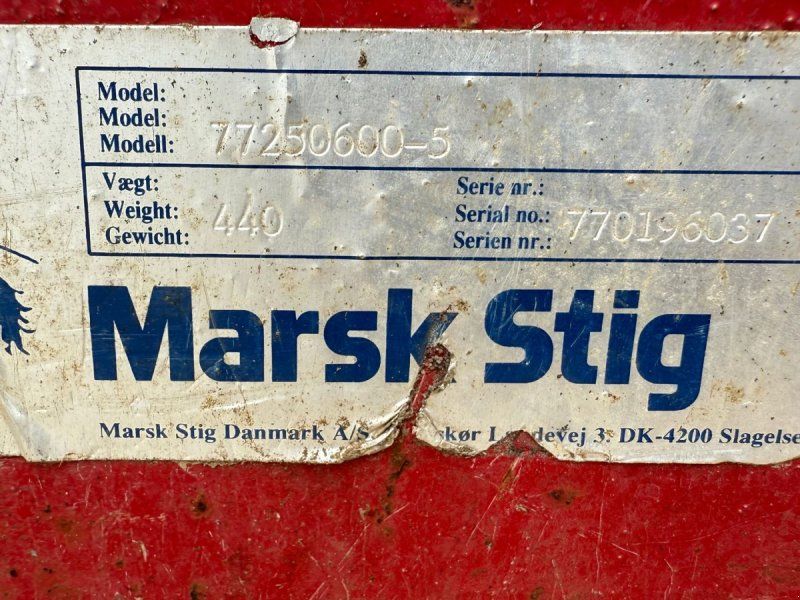 Model:
Model:
Modell: 77250600-5
Vægt:
Weight: 440
Gewicht:
Serie nr.:
Serial no.: 770196037
Serien nr.:
Marsk Stig
Marsk Stig Danmark A/S 3. DK-4200 Slagelse